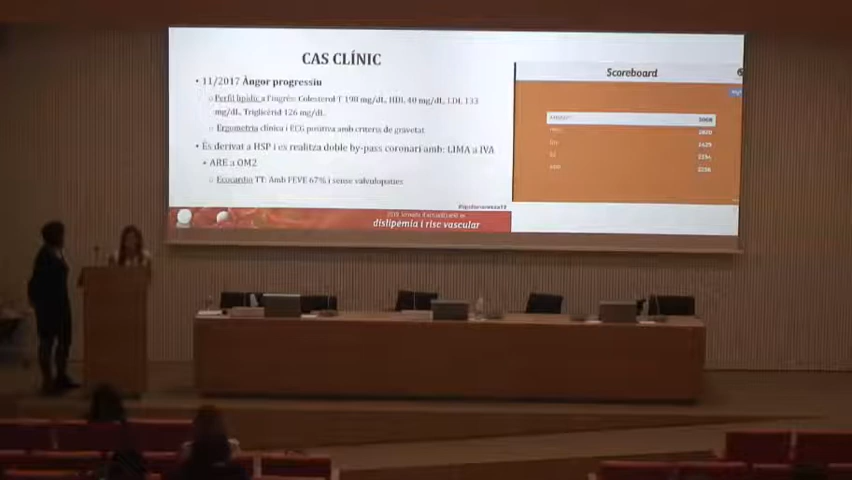 CAS CLÍNIC
• 11/2017 Àngor progressiu
○ Perfil lipídic a l'ingrés: Colesterol T 198 mg/dL, HDL 40 mg/dL, LDL 133
mg/dL, Triglicèrid 126 mg/dL.
○ Ergometria clínica i ECG positiva amb criteris de gravetat
• És derivat a HSP i es realitza doble by-pass coronari amb: LIMA a IVA
+ ARE a OM2
○ Ecocardio TT: Amb FEVE 67% i sense valvulopaties
dislipèmia i risc vascular
Scoreboard
6